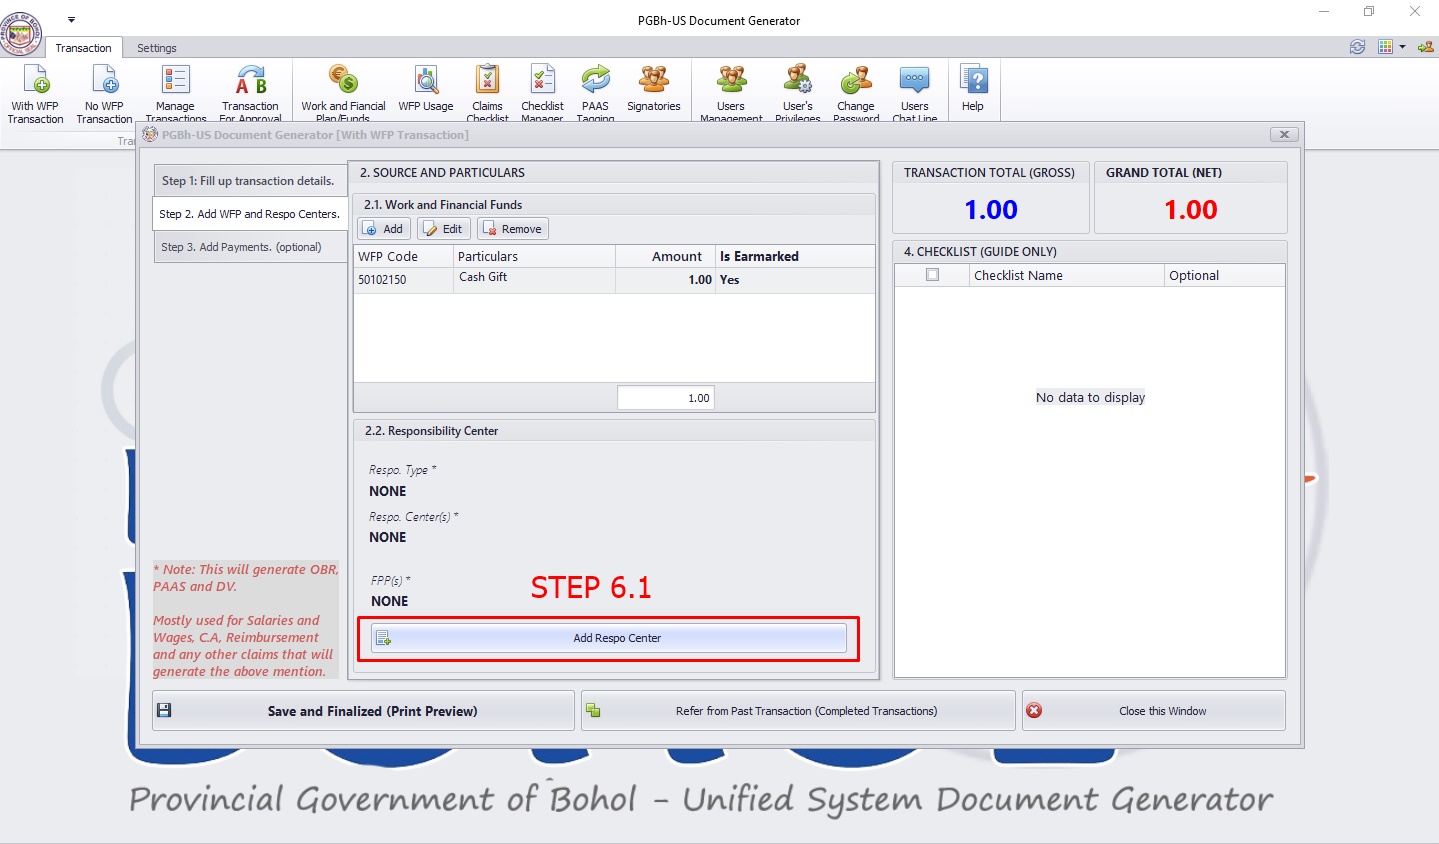 PGBh-US Document Generator
Transaction
Settings
With WFP Transaction
No WFP Transaction
Manage Transactions
Transaction For Approval
Work and Fiancial Plan/Funds
WFP Usage
Claims Checklist
Checklist Manager
PAAS Tagging
Signatories
Users Management
User's Privileges
Change Password
Users Chat Line
Help
PGBh-US Document Generator [With WFP Transaction]
Step 1: Fill up transaction details.
Step 2. Add WFP and Respo Centers.
Step 3. Add Payments. (optional)
* Note: This will generate OBR,
PAAS and DV.
Mostly used for Salaries and
Wages, C.A, Reimbursement
and any other claims that will
generate the above mention.
2. SOURCE AND PARTICULARS
2.1. Work and Financial Funds
Add
Edit
Remove
WFP Code Particulars Amount Is Earmarked
50102150 Cash Gift 1.00 Yes
1.00
2.2. Responsibility Center
Respo. Type *
NONE
Respo. Center(s) *
NONE
FPP(s) *
NONE
STEP 6.1
Add Respo Center
TRANSACTION TOTAL (GROSS)
1.00
GRAND TOTAL (NET)
1.00
4. CHECKLIST (GUIDE ONLY)
Checklist Name Optional
No data to display
Save and Finalized (Print Preview)
Refer from Past Transaction (Completed Transactions)
Close this Window
Provincial Government of Bohol - Unified System Document Generator